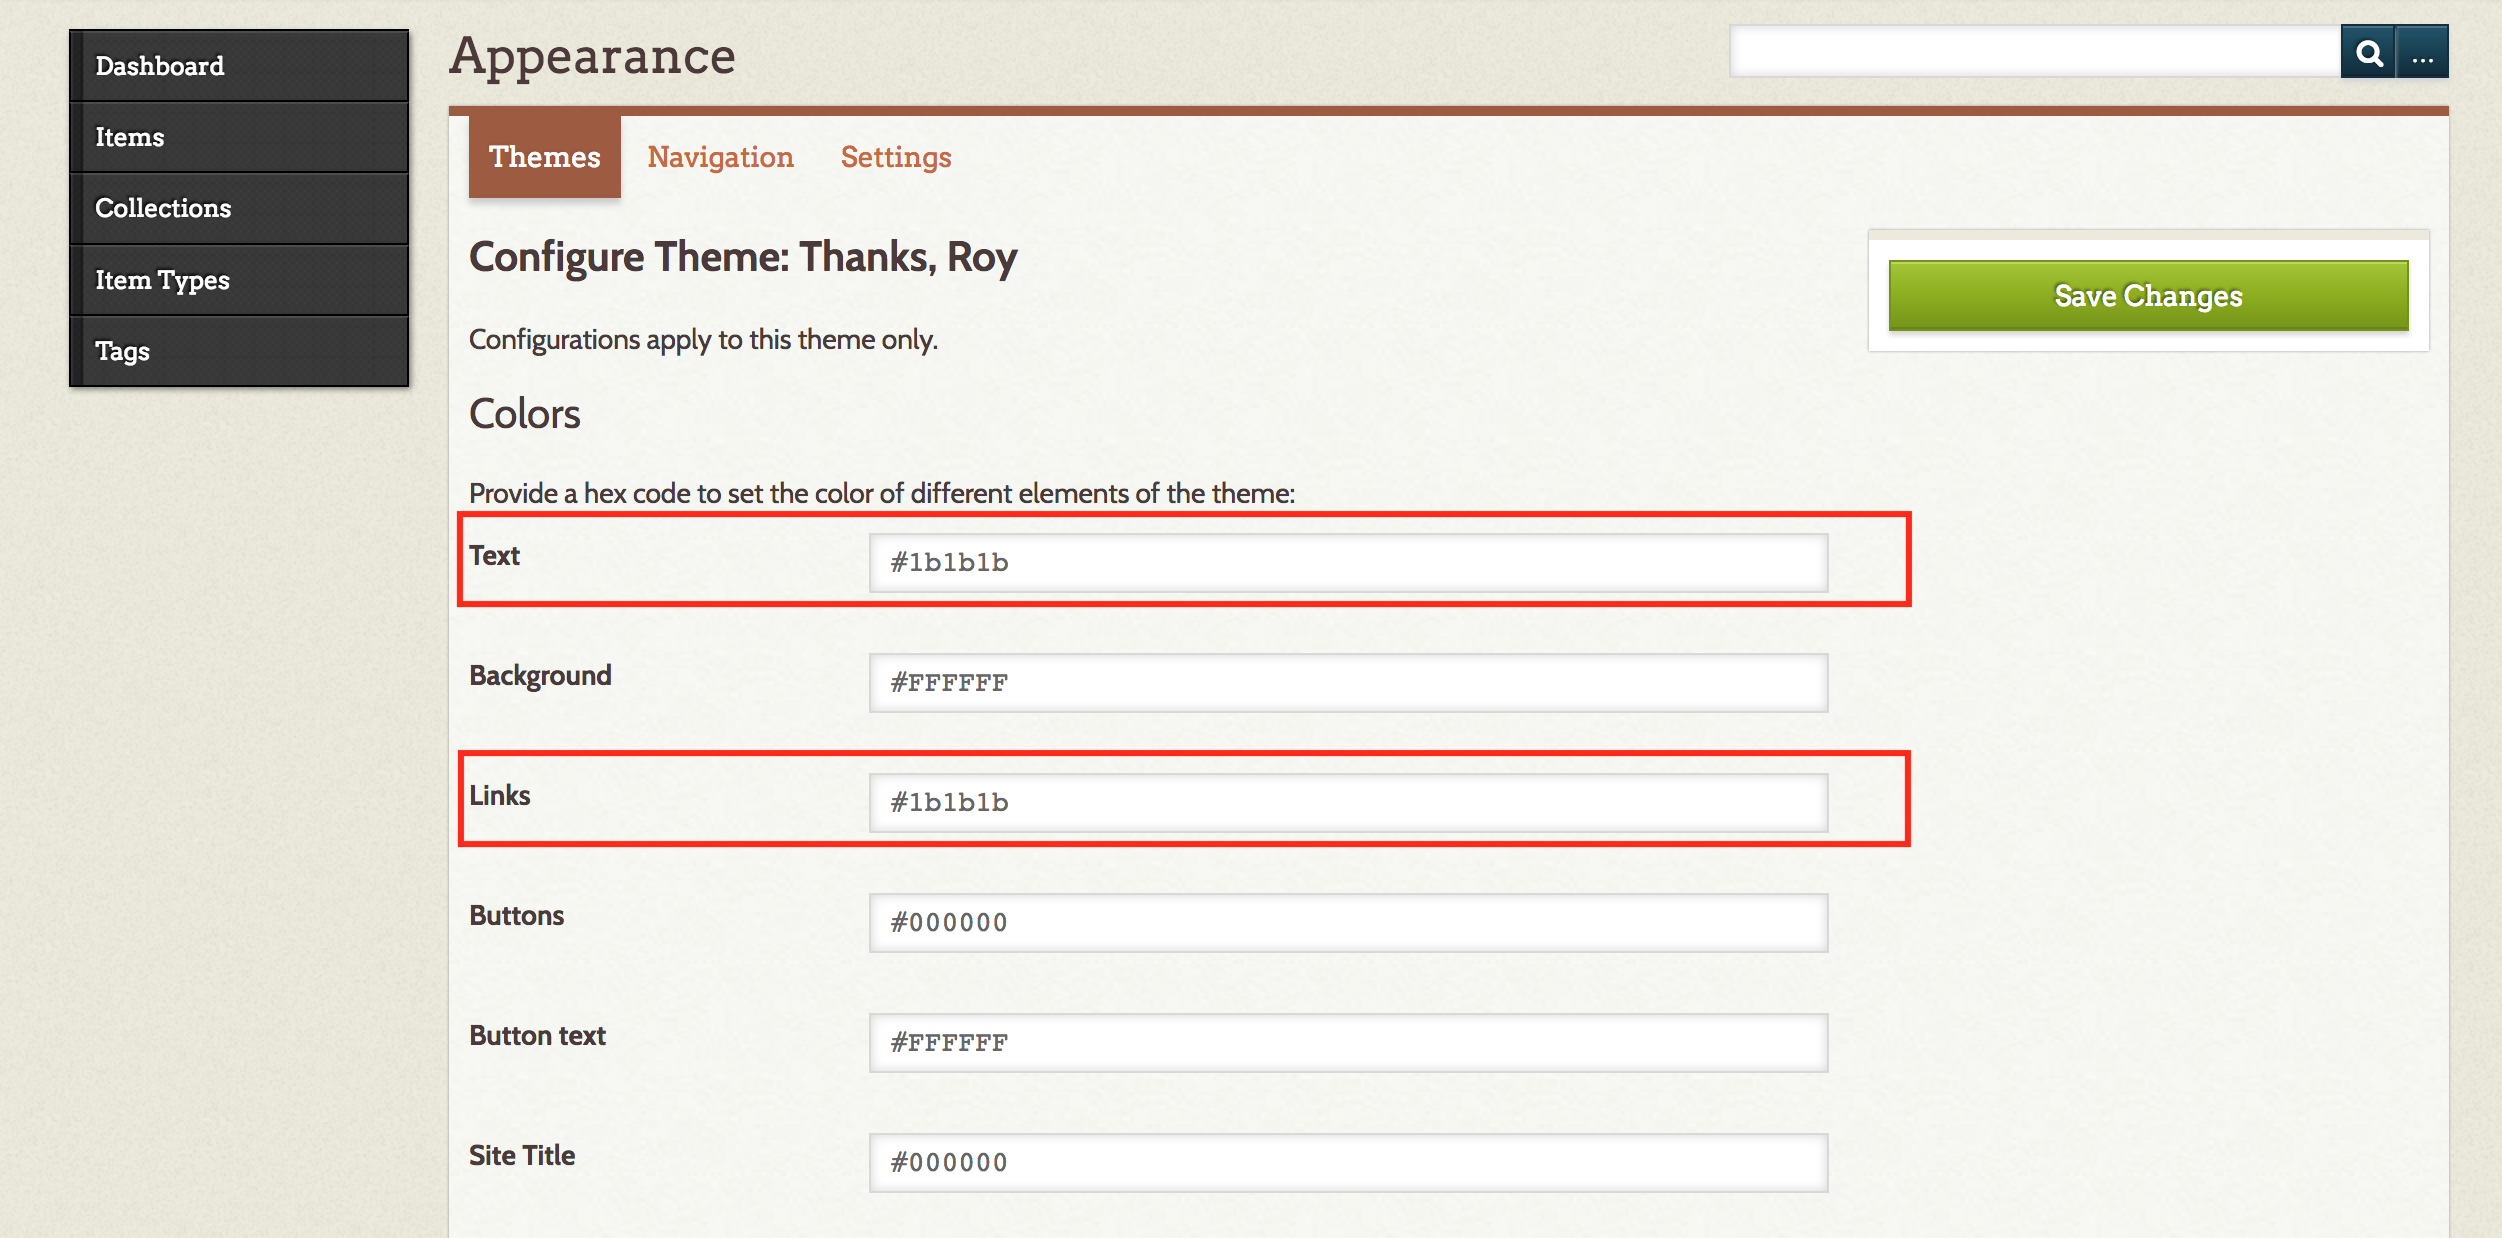 Dashboard
Items
Collections
Item Types
Tags
Appearance
...
Themes Navigation Settings
Configure Theme: Thanks, Roy
Save Changes
Configurations apply to this theme only.
Colors
Provide a hex code to set the color of different elements of the theme:
Text #1b1b1b
Background #FFFFFF
Links #1b1b1b
Buttons #000000
Button text #FFFFFF
Site Title #000000